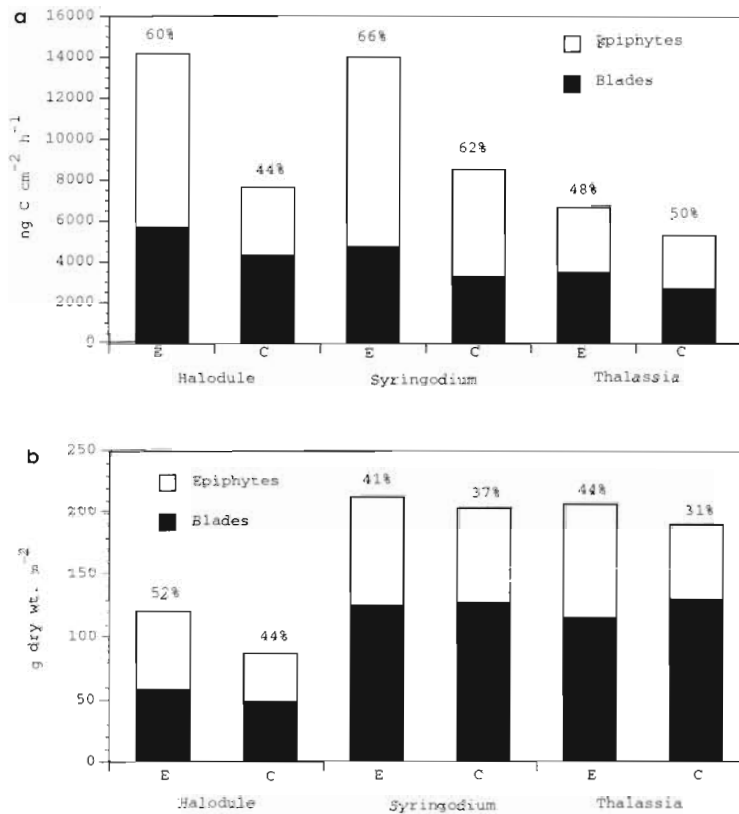 a
16000
14000
12000
10000
8000
6000
4000
2000
0
ng C cm⁻² h⁻¹
60%
44%
66%
62%
48%
50%
Epiphytes
Blades
E C E C E C
Halodule Syringodium Thalassia
b
250
200
150
100
50
0
g dry wt. m⁻²
Epiphytes
Blades
52%
44%
41%
37%
44%
31%
E C E C E C
Halodule Syringodium Thalassia